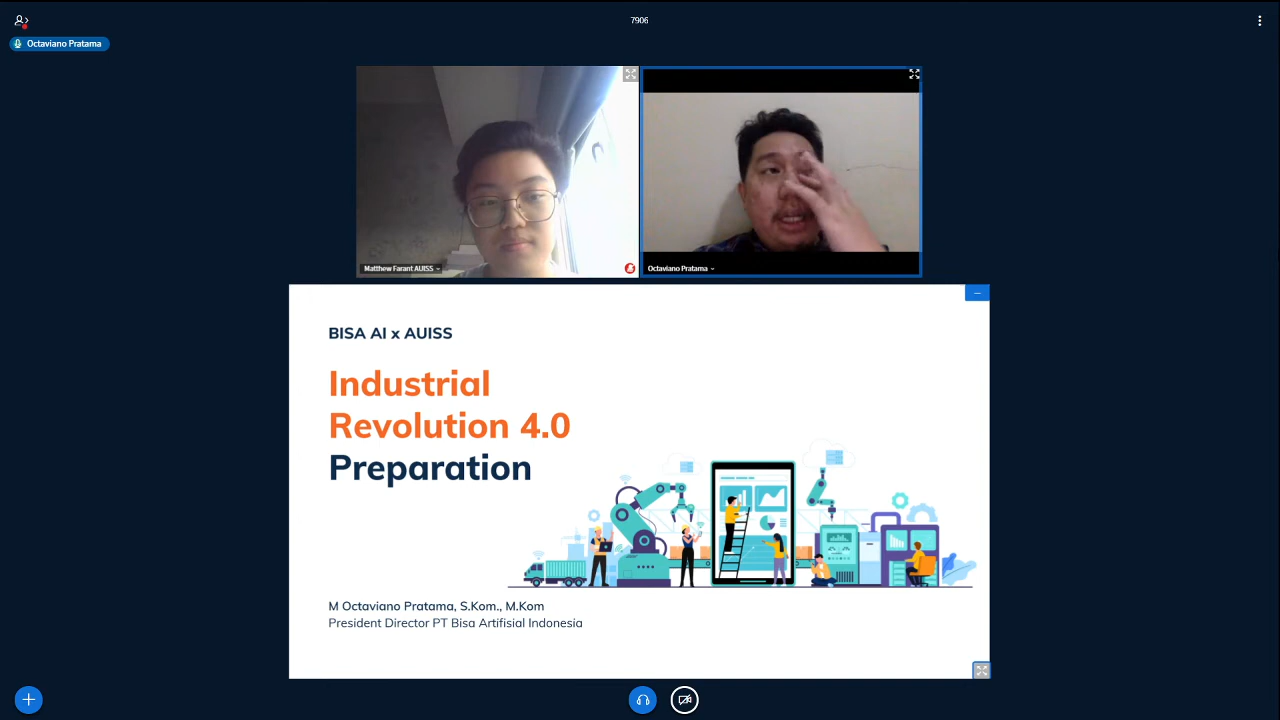 7906
Octaviano Pratama
Matthew Farant AUISS
Octaviano Pratama
BISA AI x AUISS
Industrial
Revolution 4.0
Preparation
M Octaviano Pratama, S.Kom., M.Kom
President Director PT Bisa Artifisial Indonesia